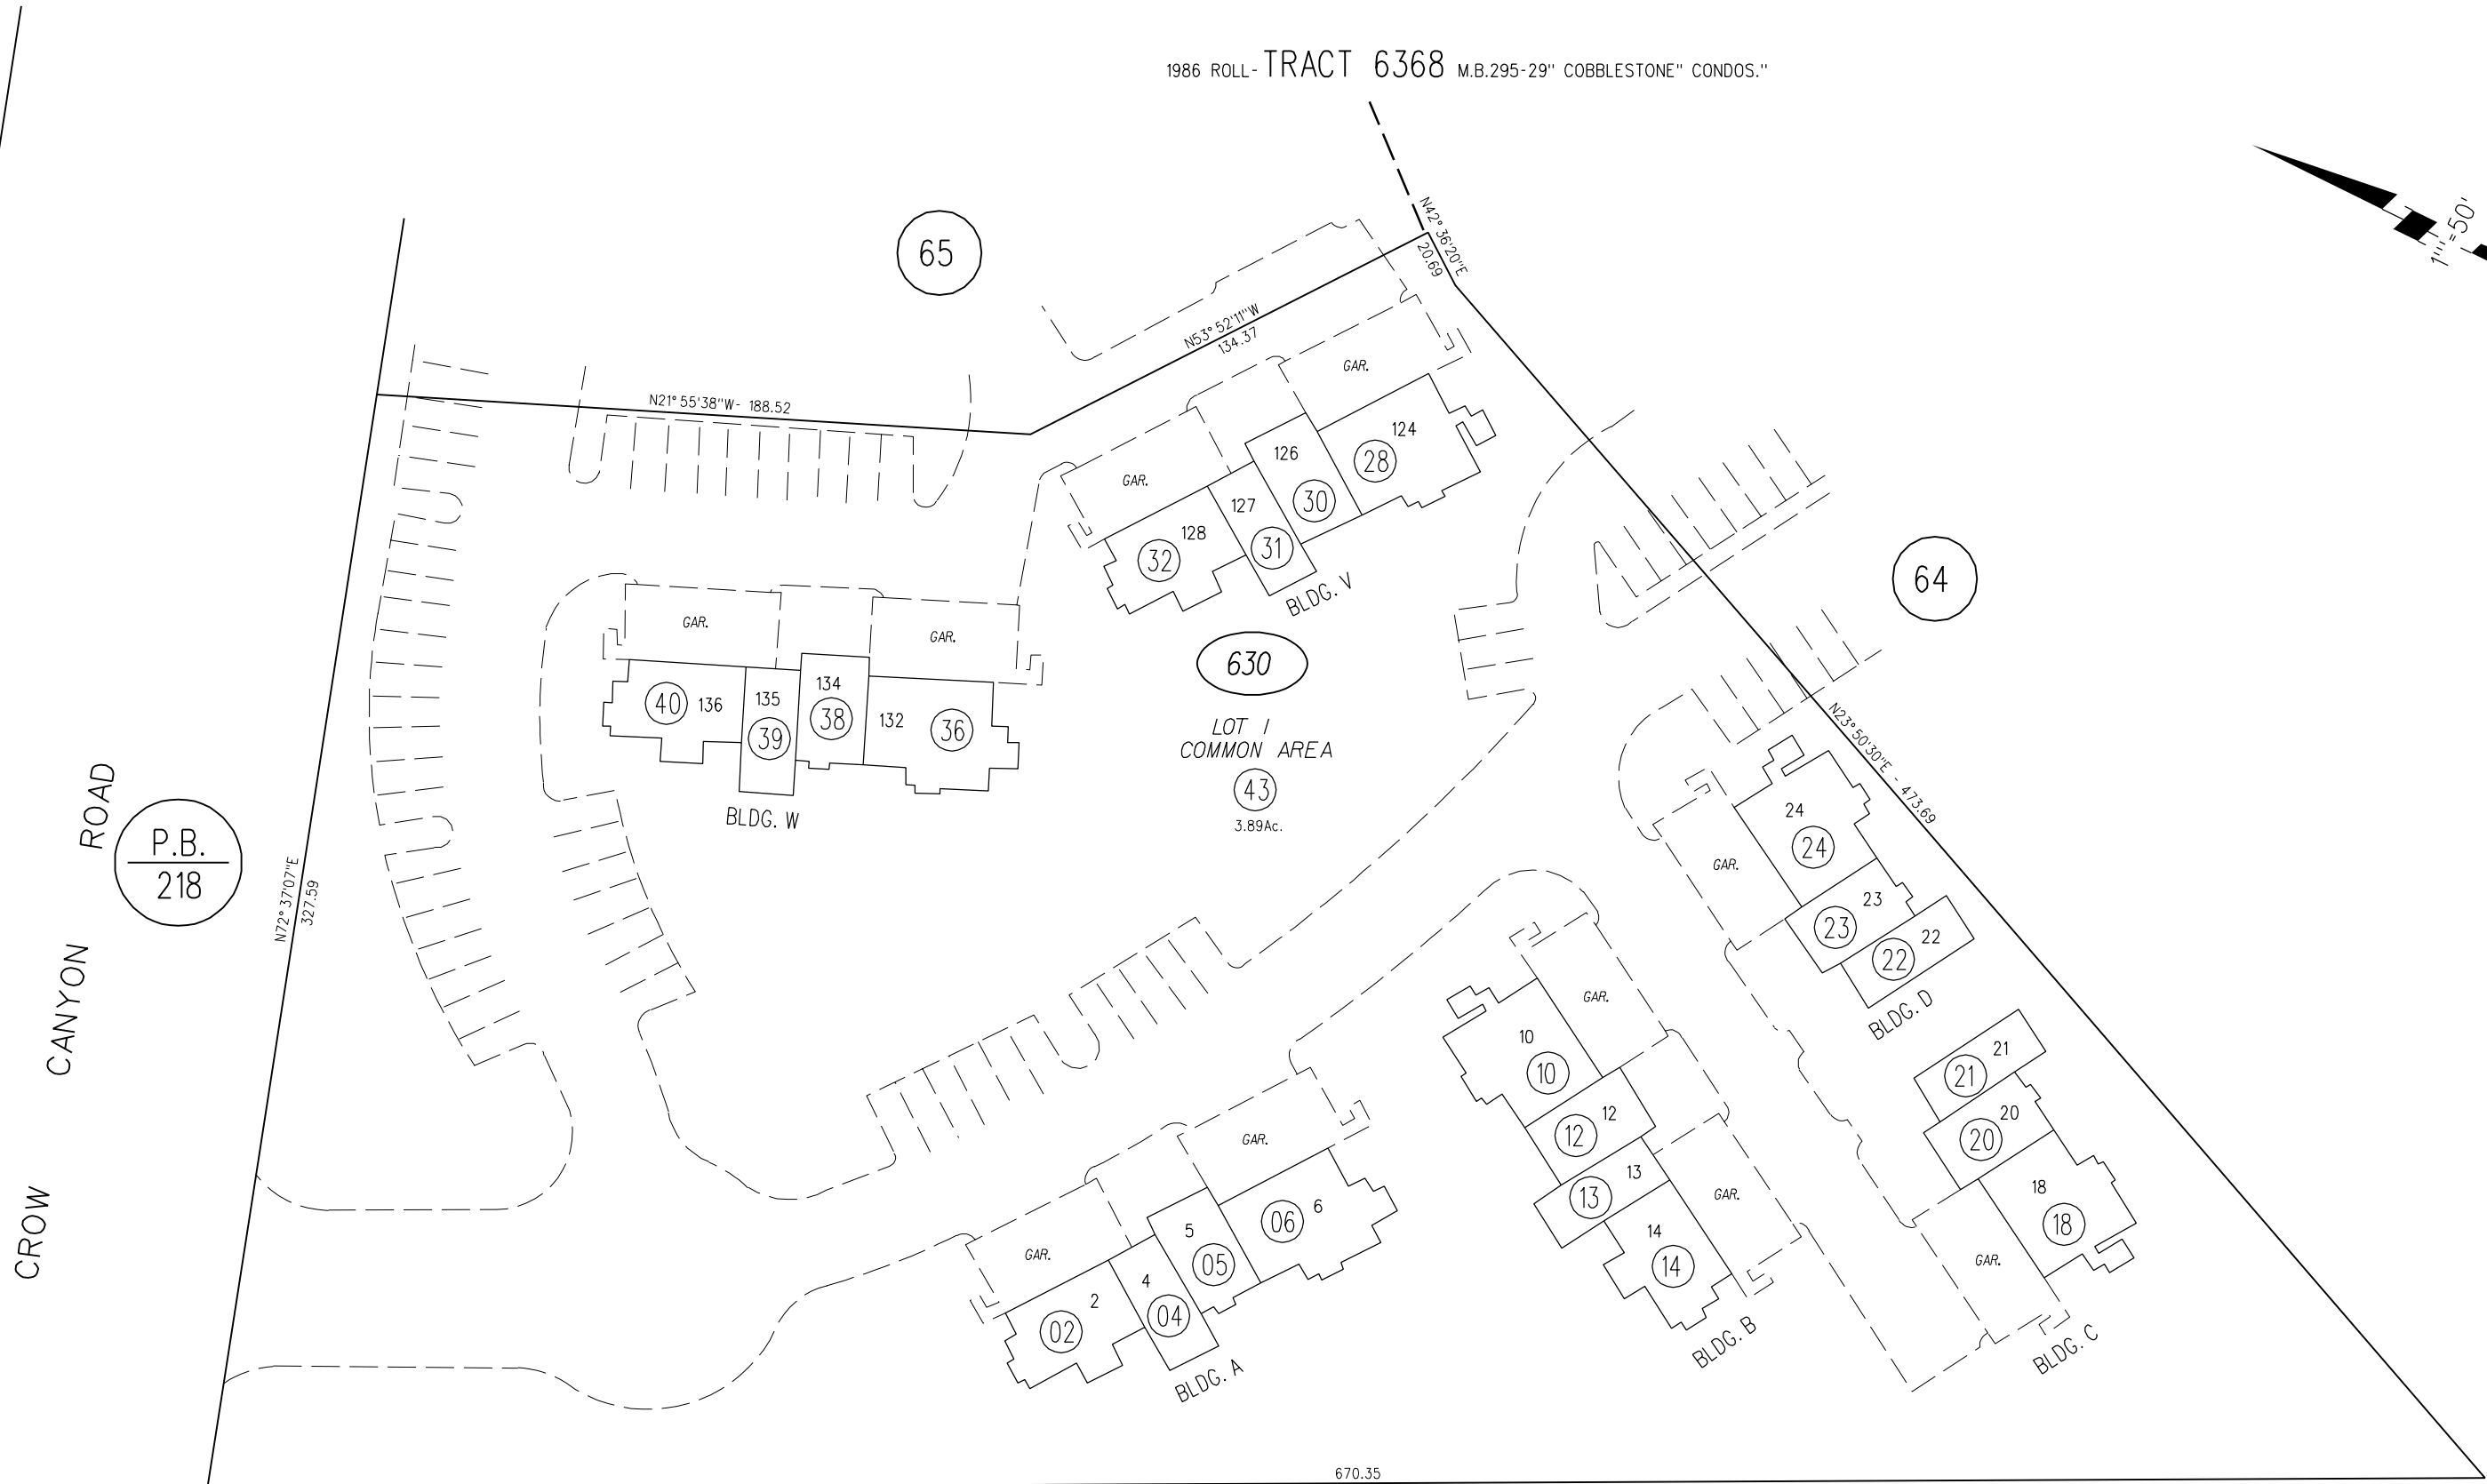 1986 ROLL- TRACT 6368 M.B.295-29" COBBLESTONE" CONDOS."
1"=50'
65
N42°36'20"E
20.69
N53°52'11"W
134.37
N21°55'38"W- 188.52
GAR.
124
28
126
30
GAR.
127
31
128
32
BLDG. V
64
GAR.
GAR.
40
136
135
39
134
38
132
36
BLDG. W
630
LOT 1
COMMON AREA
43
3.89Ac.
N23°50'30"E - 473.69
CROW CANYON ROAD
P.B.
218
N72°37'07"E
327.59
24
24
GAR.
23
23
22
22
BLDG. D
GAR.
10
10
12
12
13
13
GAR.
14
14
BLDG. B
21
21
20
20
18
18
GAR.
BLDG. C
GAR.
GAR.
06
6
5
05
4
04
2
02
BLDG. A
670.35